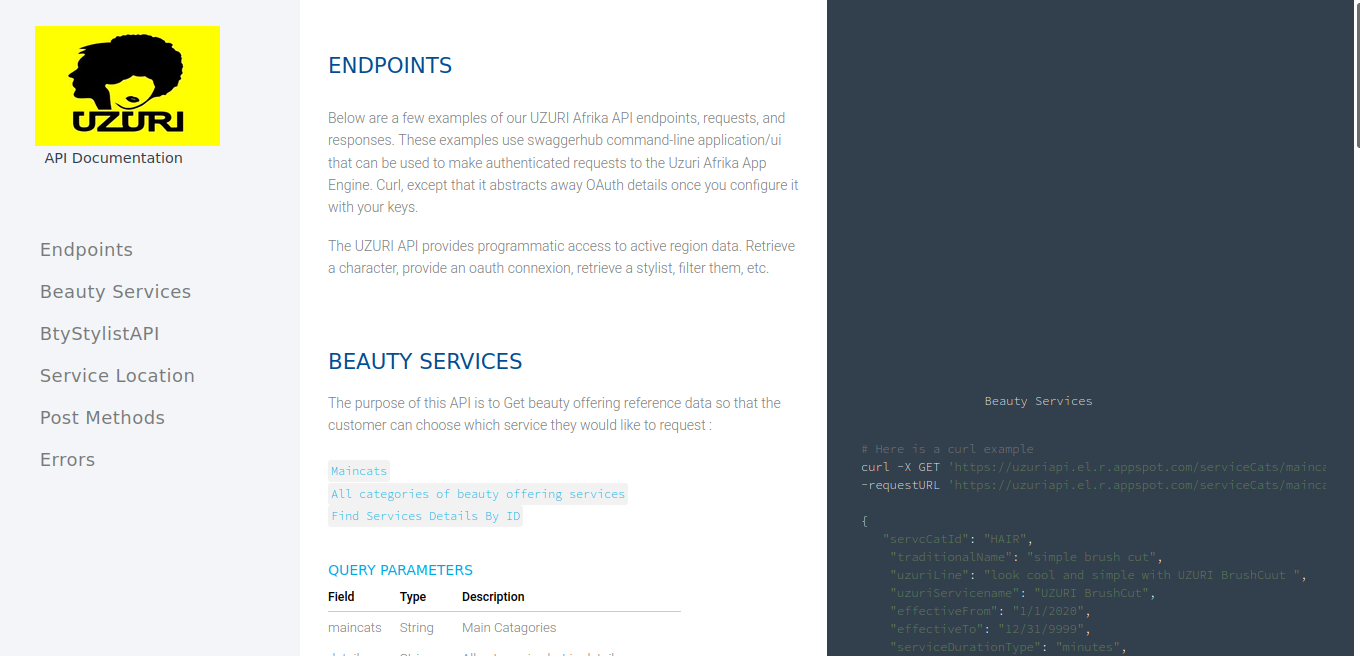 UZURI
API Documentation
Endpoints
Beauty Services
BtyStylistAPI
Service Location
Post Methods
Errors
ENDPOINTS
Below are a few examples of our UZURI Afrika API endpoints, requests, and
responses. These examples use swaggerhub command-line application/ui
that can be used to make authenticated requests to the Uzuri Afrika App
Engine. Curl, except that it abstracts away OAuth details once you configure it
with your keys.
The UZURI API provides programmatic access to active region data. Retrieve
a character, provide an oauth connexion, retrieve a stylist, filter them, etc.
BEAUTY SERVICES
The purpose of this API is to Get beauty offering reference data so that the
customer can choose which service they would like to request :
Maincats
All categories of beauty offering services
Find Services Details By ID
QUERY PARAMETERS
Field Type Description
maincats String Main Catagories
Beauty Services
# Here is a curl example
curl -X GET 'https://uzuriapi.el.r.appspot.com/serviceCats/mainca
-requestURL 'https://uzuriapi.el.r.appspot.com/serviceCats/mainca
{
"servcCatId": "HAIR",
"traditionalName": "simple brush cut",
"uzuriLine": "look cool and simple with UZURI BrushCuut ",
"uzuriServicename": "UZURI BrushCut",
"effectiveFrom": "1/1/2020",
"effectiveTo": "12/31/9999",
"serviceDurationType": "minutes",